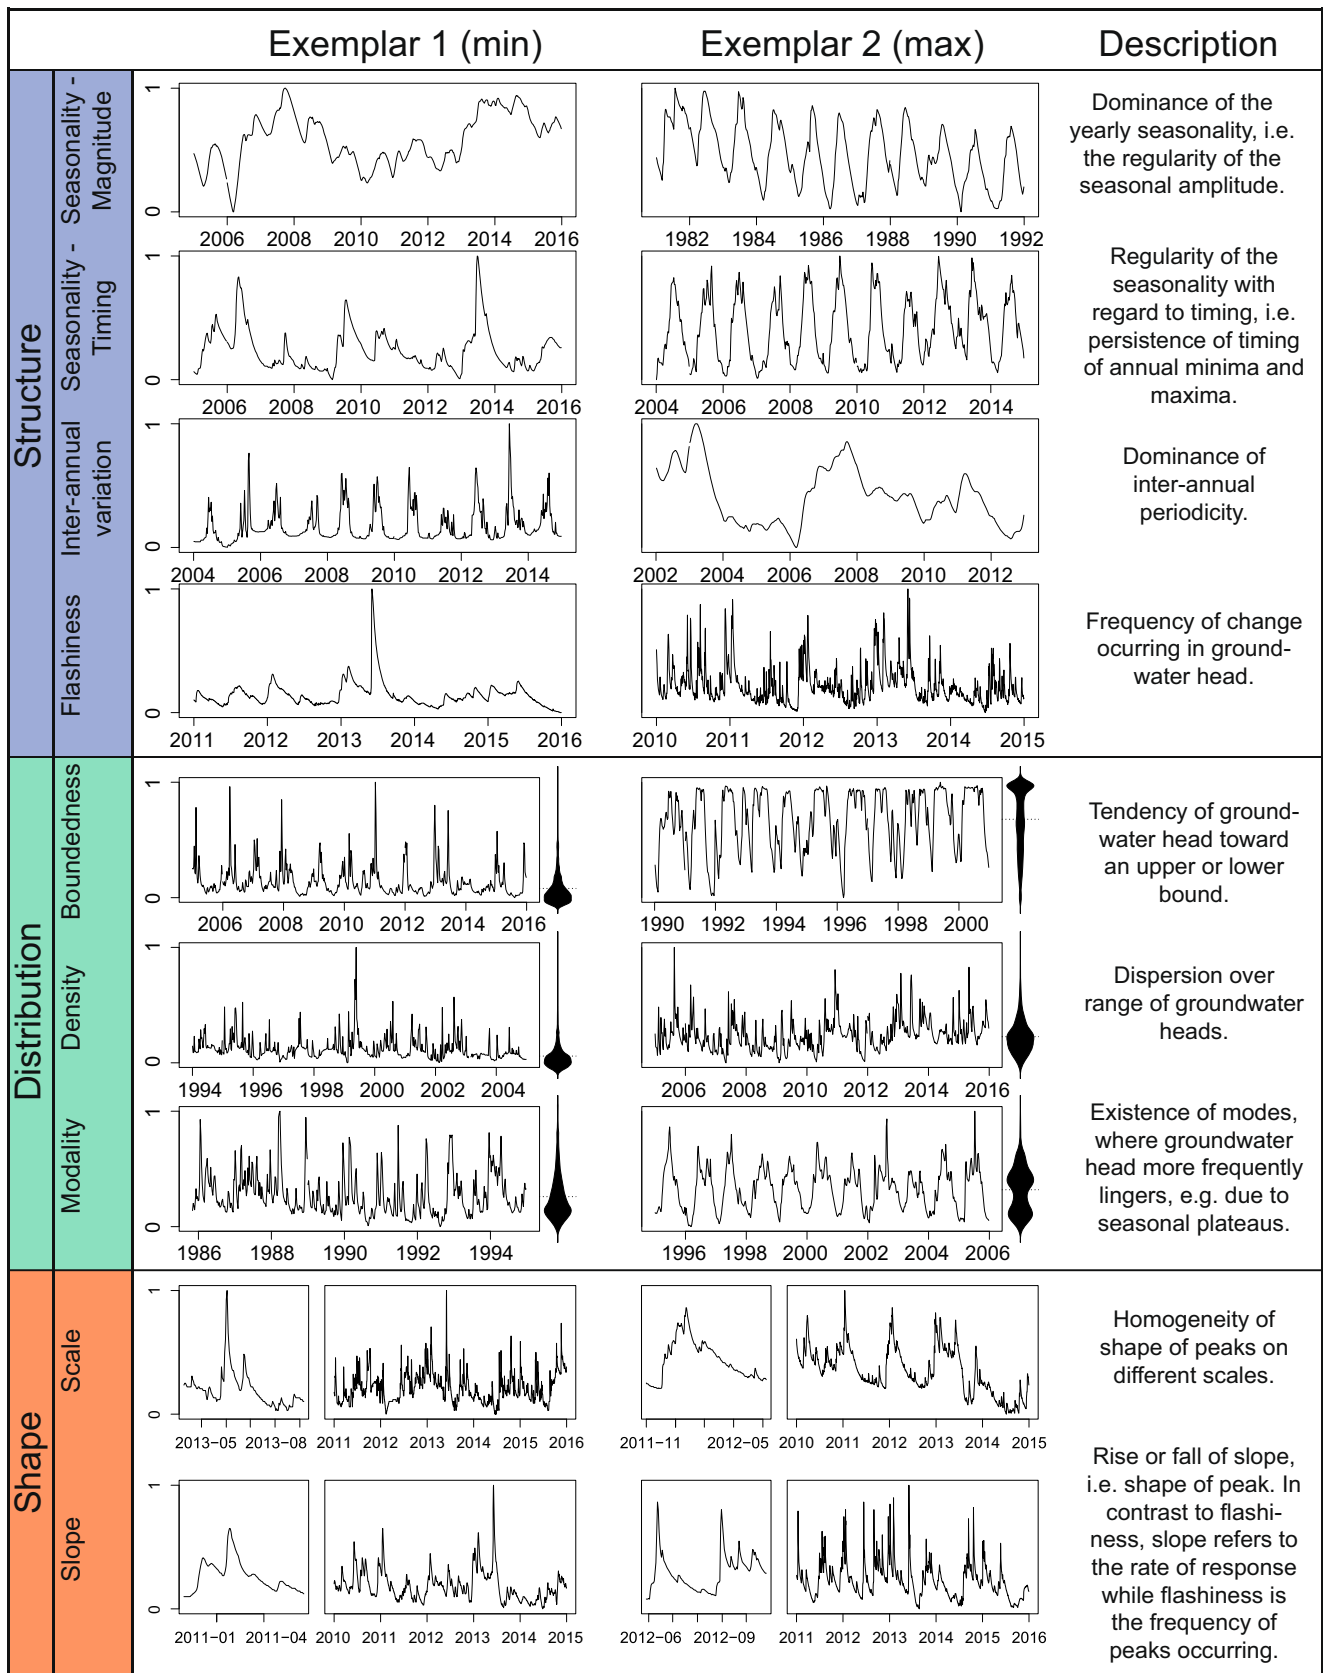 Exemplar 1 (min)
Exemplar 2 (max)
Description
Structure
Seasonality -
Magnitude
1
0
2006 2008 2010 2012 2014 2016
1982 1984 1986 1988 1990 1992
Dominance of the
yearly seasonality, i.e.
the regularity of the
seasonal amplitude.
Seasonality -
Timing
1
0
2006 2008 2010 2012 2014 2016
2004 2006 2008 2010 2012 2014
Regularity of the
seasonality with
regard to timing, i.e.
persistence of timing
of annual minima and
maxima.
Inter-annual
variation
1
0
2004 2006 2008 2010 2012 2014
2002 2004 2006 2008 2010 2012
Dominance of
inter-annual
periodicity.
Flashiness
1
0
2011 2012 2013 2014 2015 2016
2010 2011 2012 2013 2014 2015
Frequency of change
ocurring in ground-
water head.
Distribution
Boundedness
1
0
2006 2008 2010 2012 2014 2016
1990 1992 1994 1996 1998 2000
Tendency of ground-
water head toward
an upper or lower
bound.
Density
1
0
1994 1996 1998 2000 2002 2004
2006 2008 2010 2012 2014 2016
Dispersion over
range of groundwater
heads.
Modality
1
0
1986 1988 1990 1992 1994
1996 1998 2000 2002 2004 2006
Existence of modes,
where groundwater
head more frequently
lingers, e.g. due to
seasonal plateaus.
Shape
Scale
1
0
2013-05 2013-08
2011 2012 2013 2014 2015 2016
2011-11 2012-05
2010 2011 2012 2013 2014 2015
Homogeneity of
shape of peaks on
different scales.
Slope
1
0
2011-01 2011-04
2010 2011 2012 2013 2014 2015
2012-06 2012-09
2011 2012 2013 2014 2015 2016
Rise or fall of slope,
i.e. shape of peak. In
contrast to flashi-
ness, slope refers to
the rate of response
while flashiness is
the frequency of
peaks occurring.